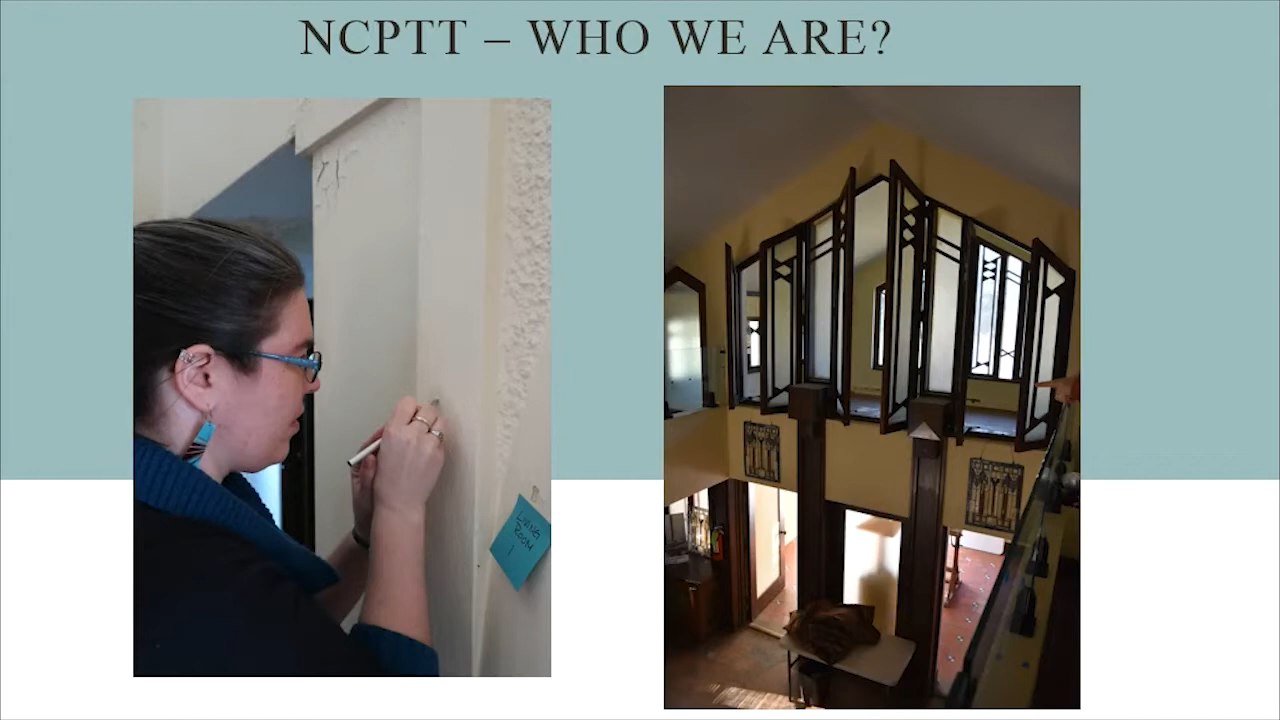 NCPTT – WHO WE ARE?
LIVING
ROOM
1